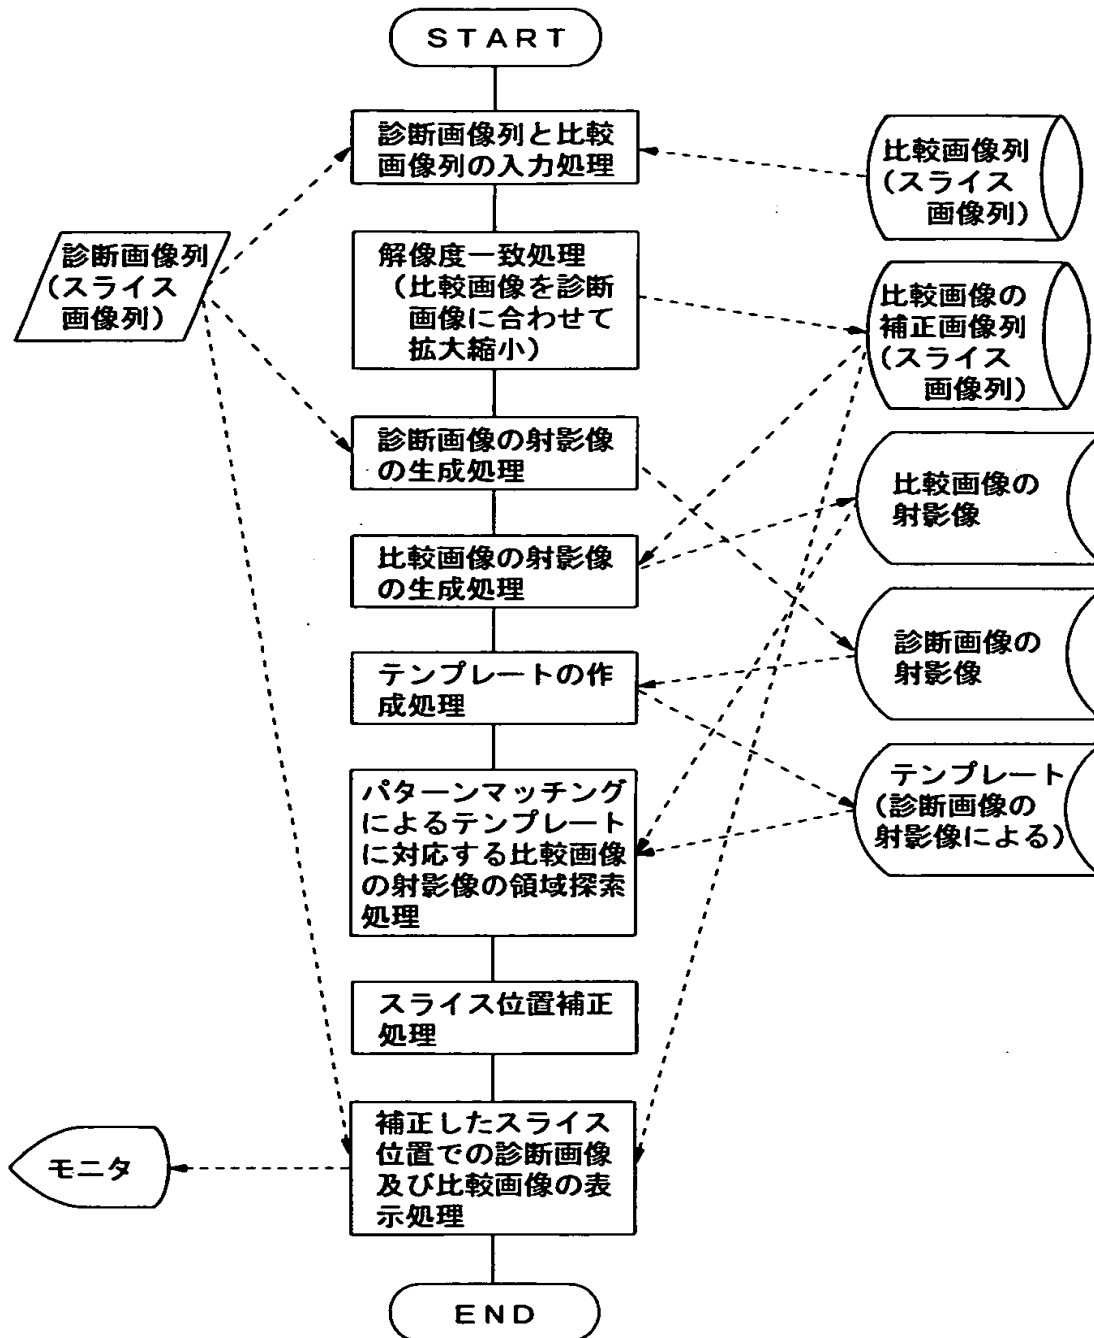 START
診断画像列と比較
画像列の入力処理
比較画像列
(スライス
画像列)
診断画像列
(スライス
画像列)
解像度一致処理
(比較画像を診断
画像に合わせて
拡大縮小)
比較画像の
補正画像列
(スライス
画像列)
診断画像の射影像
の生成処理
比較画像の
射影像
比較画像の射影像
の生成処理
診断画像の
射影像
テンプレートの作
成処理
テンプレート
(診断画像の
射影像による)
パターンマッチング
によるテンプレート
に対応する比較画像
の射影像の領域探索
処理
スライス位置補正
処理
補正したスライス
位置での診断画像
及び比較画像の表
示処理
モニタ
END